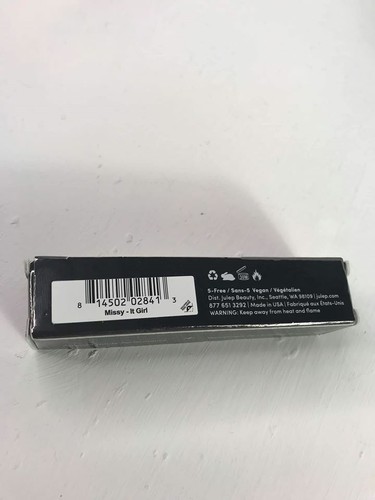 8 14502 02841 3
Missy - It Girl
5-Free / Sans-5 Vegan / Végétalien
Dist. Julep Beauty, Inc., Seattle, WA 98109 | julep.com
877 651 3292 | Made in USA | Fabriqué aux États-Unis
WARNING: Keep away from heat and flame